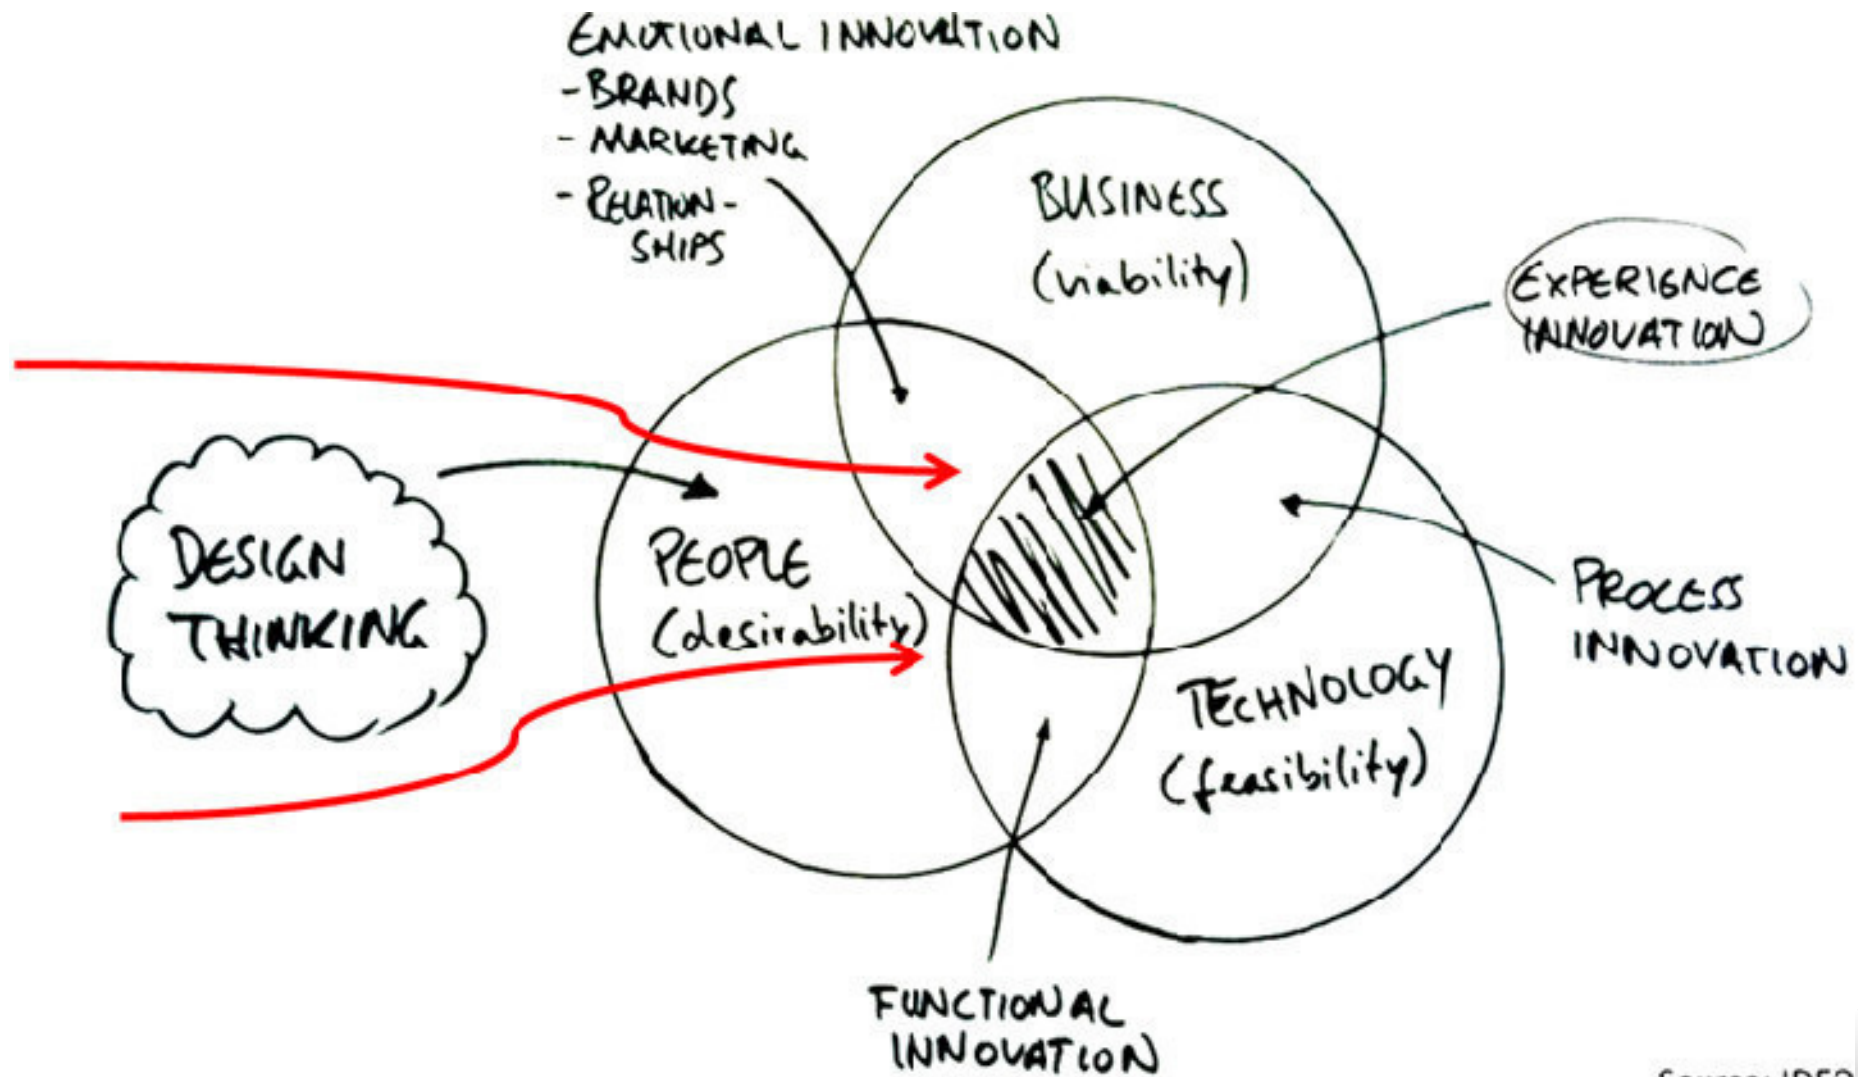 EMOTIONAL INNOVATION
- BRANDS
- MARKETING
- RELATION-
SHIPS
BUSINESS
(viability)
EXPERIENCE
INNOVATION
DESIGN
THINKING
PEOPLE
(desirability)
PROCESS
INNOVATION
TECHNOLOGY
(feasibility)
FUNCTIONAL
INNOVATION